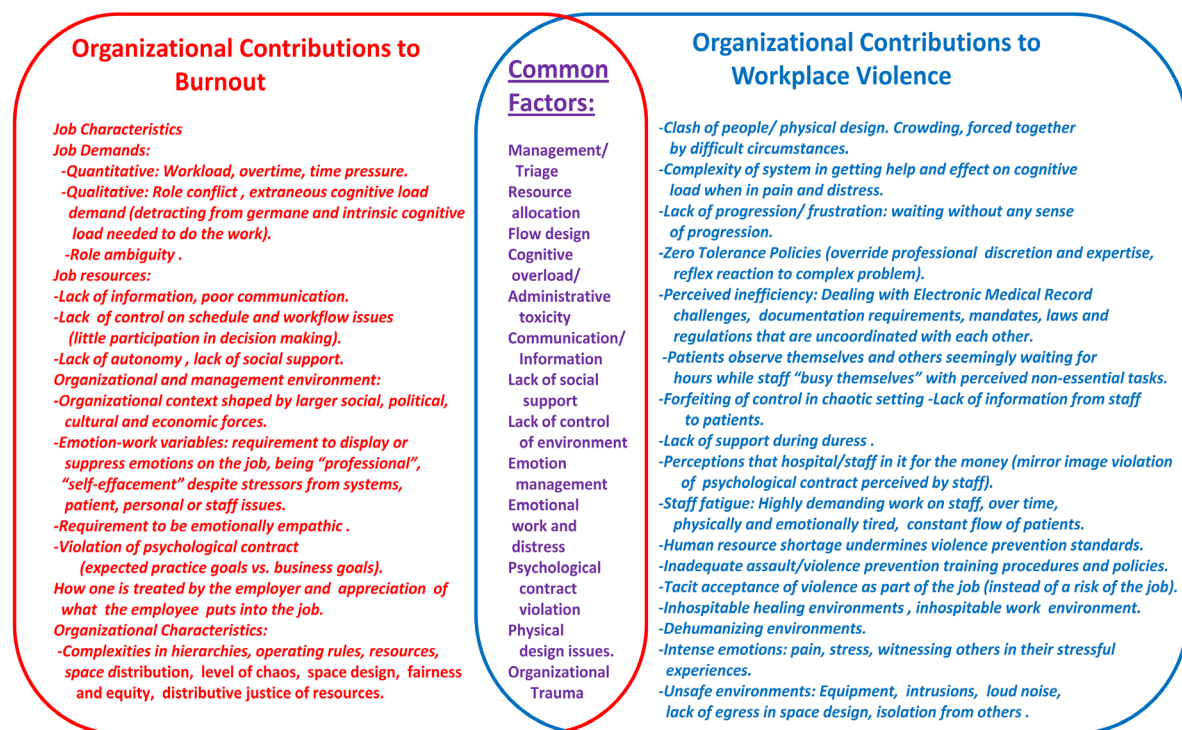 Organizational Contributions to
Burnout
Job Characteristics
Job Demands:
-Quantitative: Workload, overtime, time pressure.
-Qualitative: Role conflict , extraneous cognitive load
demand (detracting from germane and intrinsic cognitive
load needed to do the work).
-Role ambiguity .
Job resources:
-Lack of information, poor communication.
-Lack of control on schedule and workflow issues
(little participation in decision making).
-Lack of autonomy , lack of social support.
Organizational and management environment:
-Organizational context shaped by larger social, political,
cultural and economic forces.
-Emotion-work variables: requirement to display or
suppress emotions on the job, being “professional”,
“self-effacement” despite stressors from systems,
patient, personal or staff issues.
-Requirement to be emotionally empathic .
-Violation of psychological contract
(expected practice goals vs. business goals).
How one is treated by the employer and appreciation of
what the employee puts into the job.
Organizational Characteristics:
-Complexities in hierarchies, operating rules, resources,
space distribution, level of chaos, space design, fairness
and equity, distributive justice of resources.
Common
Factors:
Management/
Triage
Resource
allocation
Flow design
Cognitive
overload/
Administrative
toxicity
Communication/
Information
Lack of social
support
Lack of control
of environment
Emotion
management
Emotional
work and
distress
Psychological
contract
violation
Physical
design issues.
Organizational
Trauma
Organizational Contributions to
Workplace Violence
-Clash of people/ physical design. Crowding, forced together
by difficult circumstances.
-Complexity of system in getting help and effect on cognitive
load when in pain and distress.
-Lack of progression/ frustration: waiting without any sense
of progression.
-Zero Tolerance Policies (override professional discretion and expertise,
reflex reaction to complex problem).
-Perceived inefficiency: Dealing with Electronic Medical Record
challenges, documentation requirements, mandates, laws and
regulations that are uncoordinated with each other.
-Patients observe themselves and others seemingly waiting for
hours while staff “busy themselves” with perceived non-essential tasks.
-Forfeiting of control in chaotic setting -Lack of information from staff
to patients.
-Lack of support during duress .
-Perceptions that hospital/staff in it for the money (mirror image violation
of psychological contract perceived by staff).
-Staff fatigue: Highly demanding work on staff, over time,
physically and emotionally tired, constant flow of patients.
-Human resource shortage undermines violence prevention standards.
-Inadequate assault/violence prevention training procedures and policies.
-Tacit acceptance of violence as part of the job (instead of a risk of the job).
-Inhospitable healing environments , inhospitable work environment.
-Dehumanizing environments.
-Intense emotions: pain, stress, witnessing others in their stressful
experiences.
-Unsafe environments: Equipment, intrusions, loud noise,
lack of egress in space design, isolation from others .